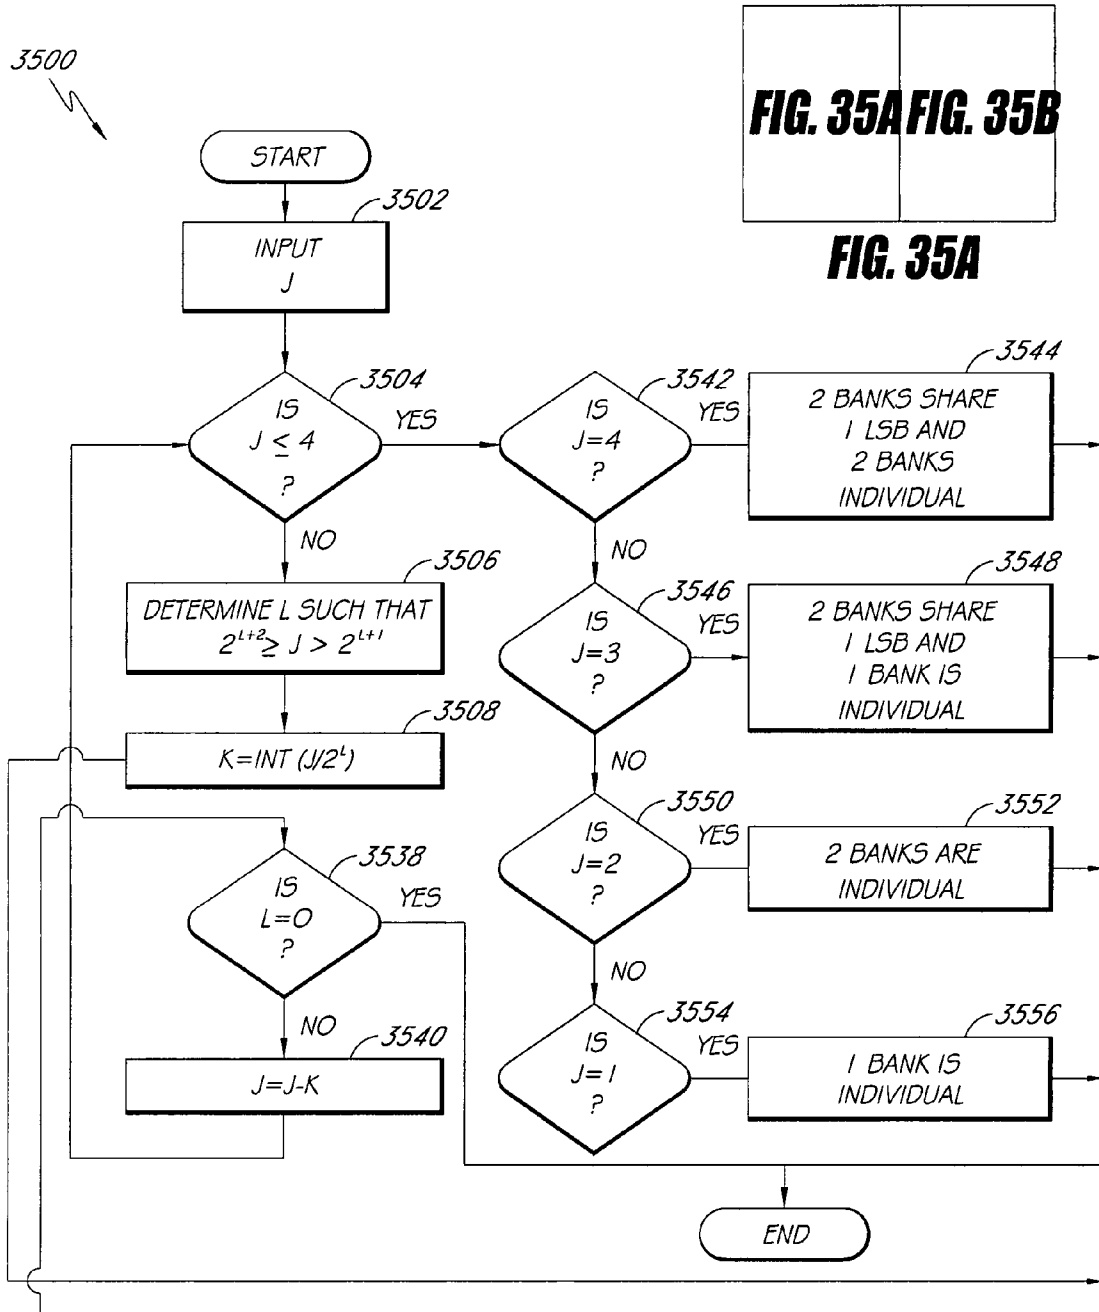 3500
FIG. 35A FIG. 35B
FIG. 35A
START
3502
INPUT
J
3504
IS
J ≤ 4
?
YES
NO
3542
IS
J=4
?
YES
NO
3544
2 BANKS SHARE
1 LSB AND
2 BANKS
INDIVIDUAL
3506
DETERMINE L SUCH THAT
2^{L+2} ≥ J > 2^{L+1}
3546
IS
J=3
?
YES
NO
3548
2 BANKS SHARE
1 LSB AND
1 BANK IS
INDIVIDUAL
3508
K=INT (J/2^L)
3550
IS
J=2
?
YES
NO
3552
2 BANKS ARE
INDIVIDUAL
3538
IS
L=0
?
YES
NO
3554
IS
J=1
?
YES
3556
1 BANK IS
INDIVIDUAL
3540
J=J-K
END